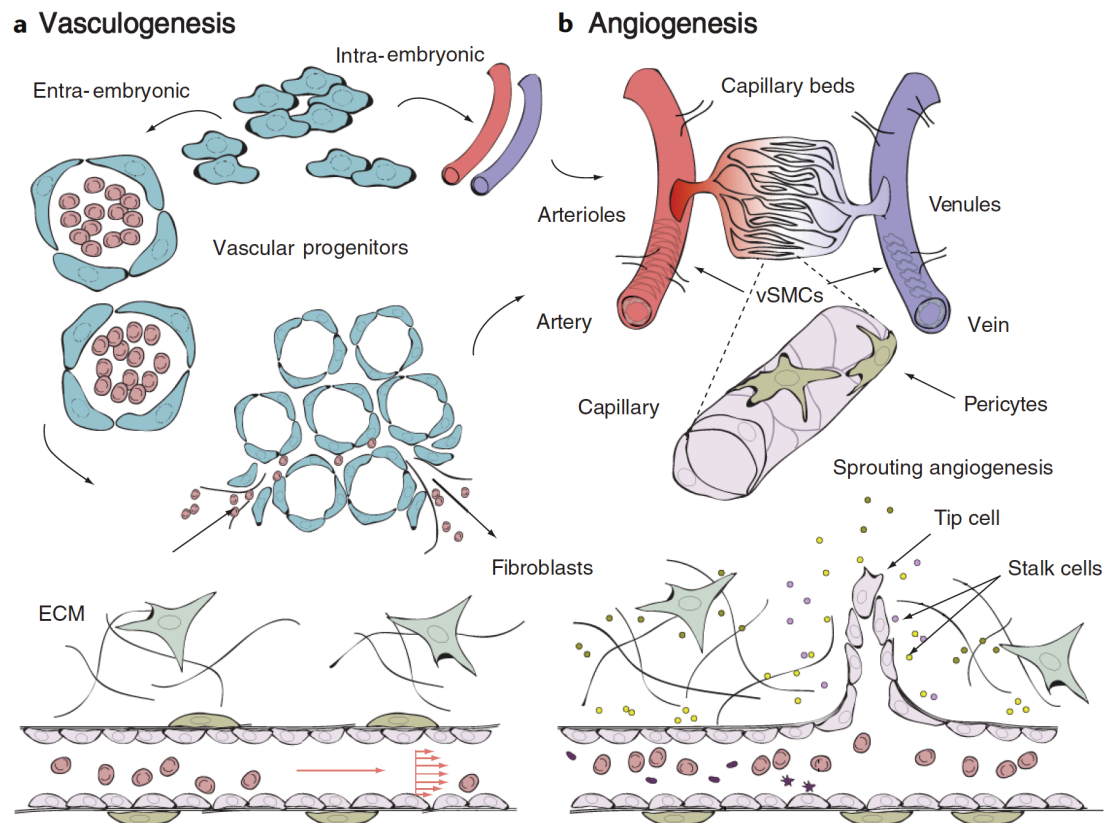 a Vasculogenesis
Entra-embryonic
Intra-embryonic
Vascular progenitors
Fibroblasts
ECM
b Angiogenesis
Capillary beds
Arterioles
Venules
vSMCs
Artery
Vein
Capillary
Pericytes
Sprouting angiogenesis
Tip cell
Stalk cells